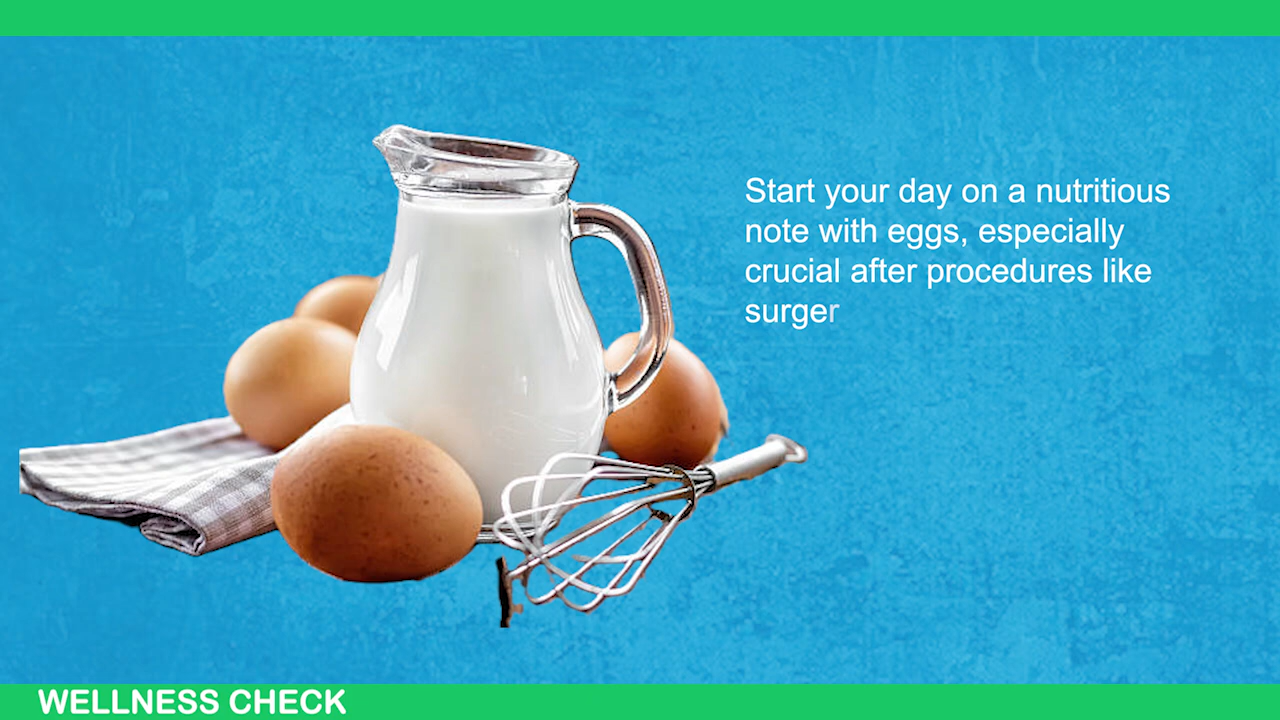 Start your day on a nutritious
note with eggs, especially
crucial after procedures like
surger
WELLNESS CHECK